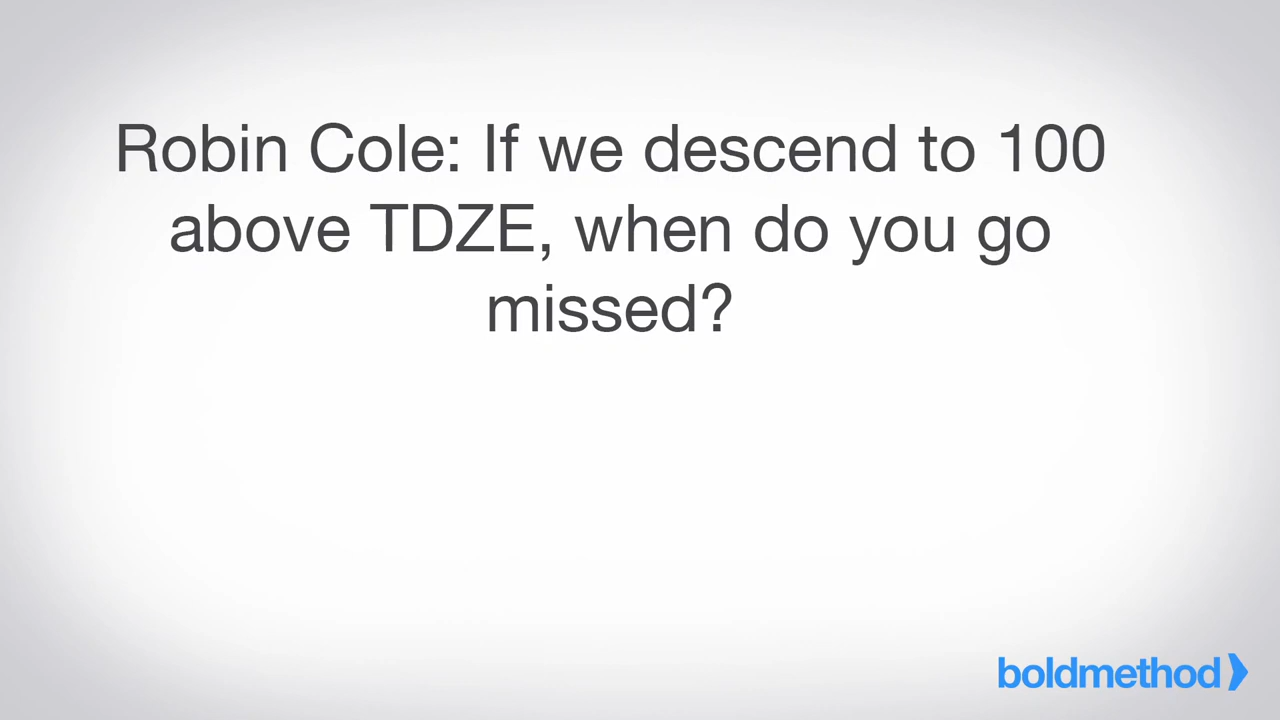 Robin Cole: If we descend to 100
above TDZE, when do you go
missed?
boldmethod